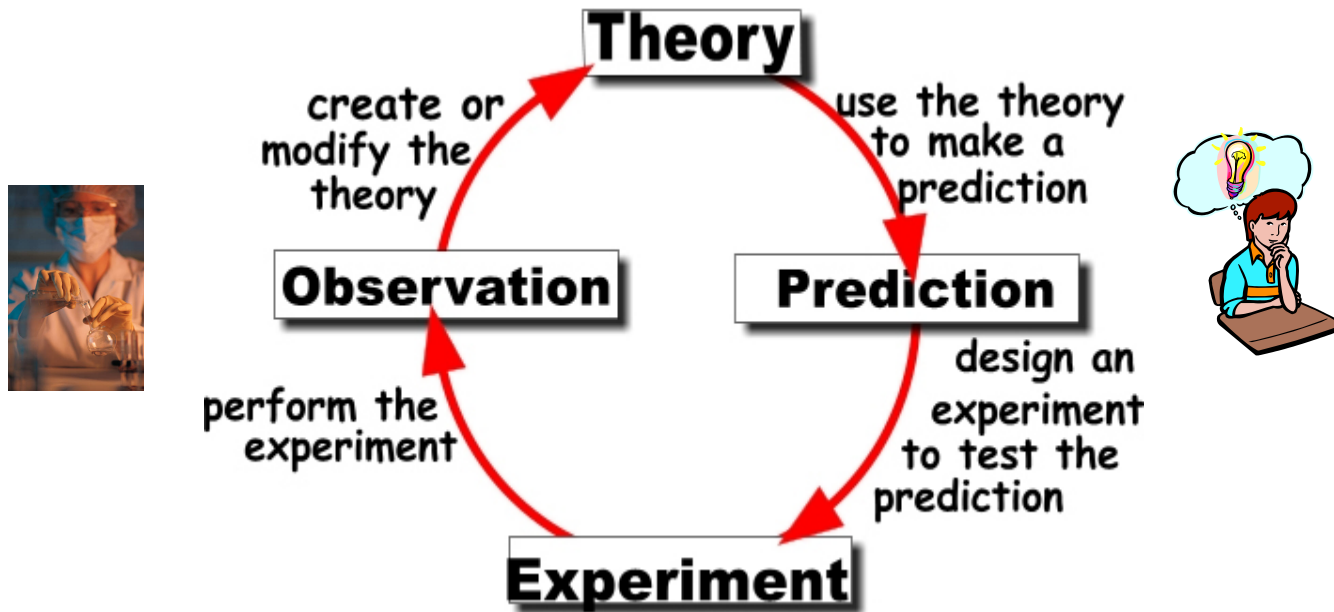 Theory
use the theory
to make a
prediction
Prediction
design an
experiment
to test the
prediction
Experiment
perform the
experiment
Observation
create or
modify the
theory